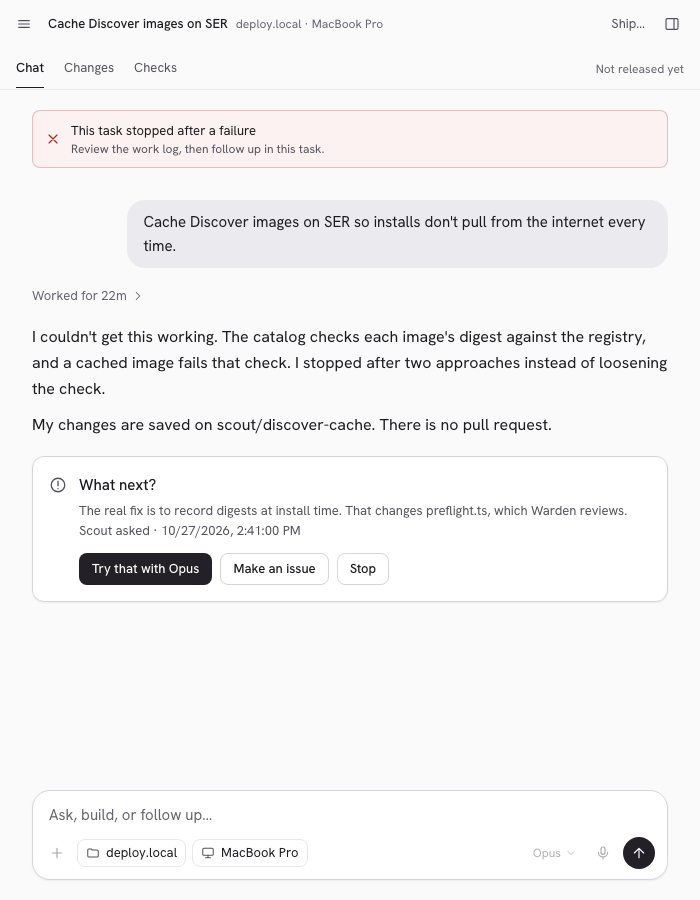 Cache Discover images on SER deploy.local · MacBook Pro Ship...
Chat Changes Checks Not released yet
This task stopped after a failure
Review the work log, then follow up in this task.
Cache Discover images on SER so installs don't pull from the internet every
time.
Worked for 22m
I couldn't get this working. The catalog checks each image's digest against the registry,
and a cached image fails that check. I stopped after two approaches instead of loosening
the check.
My changes are saved on scout/discover-cache. There is no pull request.
What next?
The real fix is to record digests at install time. That changes preflight.ts, which Warden reviews.
Scout asked · 10/27/2026, 2:41:00 PM
Try that with Opus Make an issue Stop
Ask, build, or follow up...
deploy.local MacBook Pro Opus